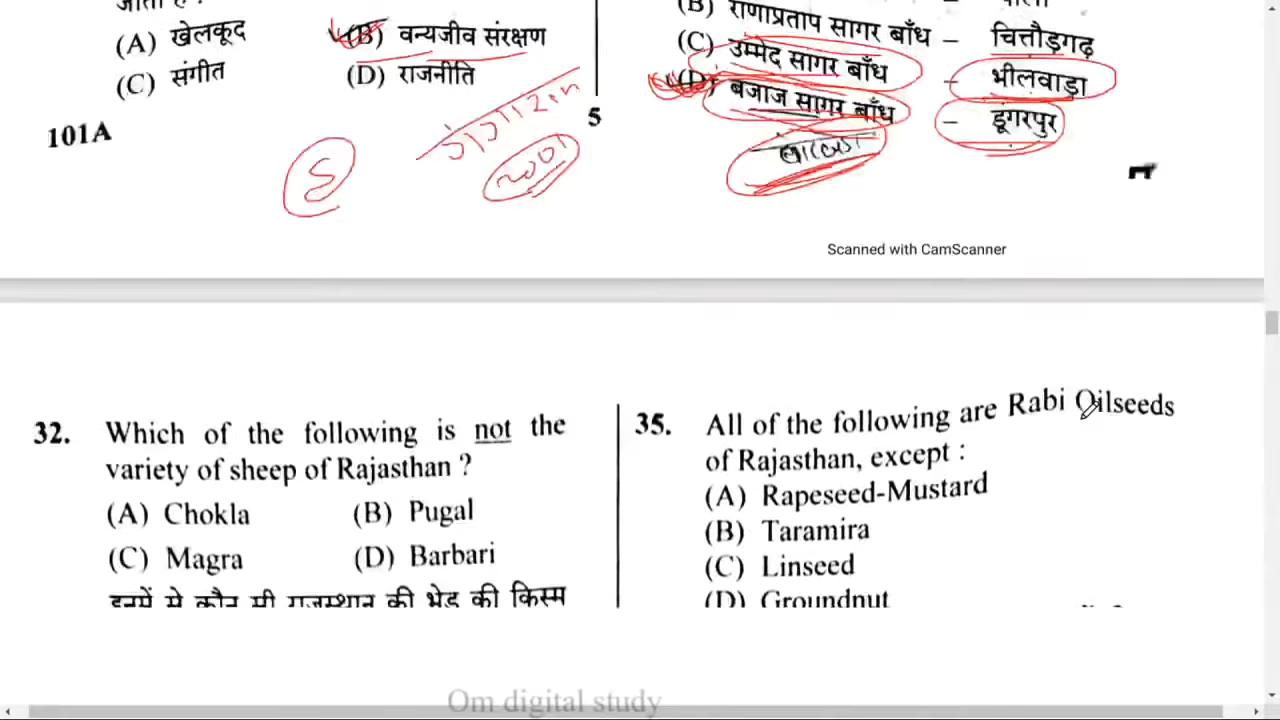 (A) खेलकूद
(B) वन्यजीव संरक्षण
(C) संगीत
(D) राजनीति
101A
5
(B) राणाप्रताप सागर बाँध – चित्तौड़गढ़
(C) उम्मेद सागर बाँध – भीलवाड़ा
(D) बजाज सागर बाँध – डूंगरपुर
Scanned with CamScanner
32. Which of the following is not the
variety of sheep of Rajasthan ?
(A) Chokla
(B) Pugal
(C) Magra
(D) Barbari
इनमें से कौन सी राजस्थान की भेड़ की किस्म
35. All of the following are Rabi Oilseeds
of Rajasthan, except :
(A) Rapeseed-Mustard
(B) Taramira
(C) Linseed
(D) Groundnut
Om digital study